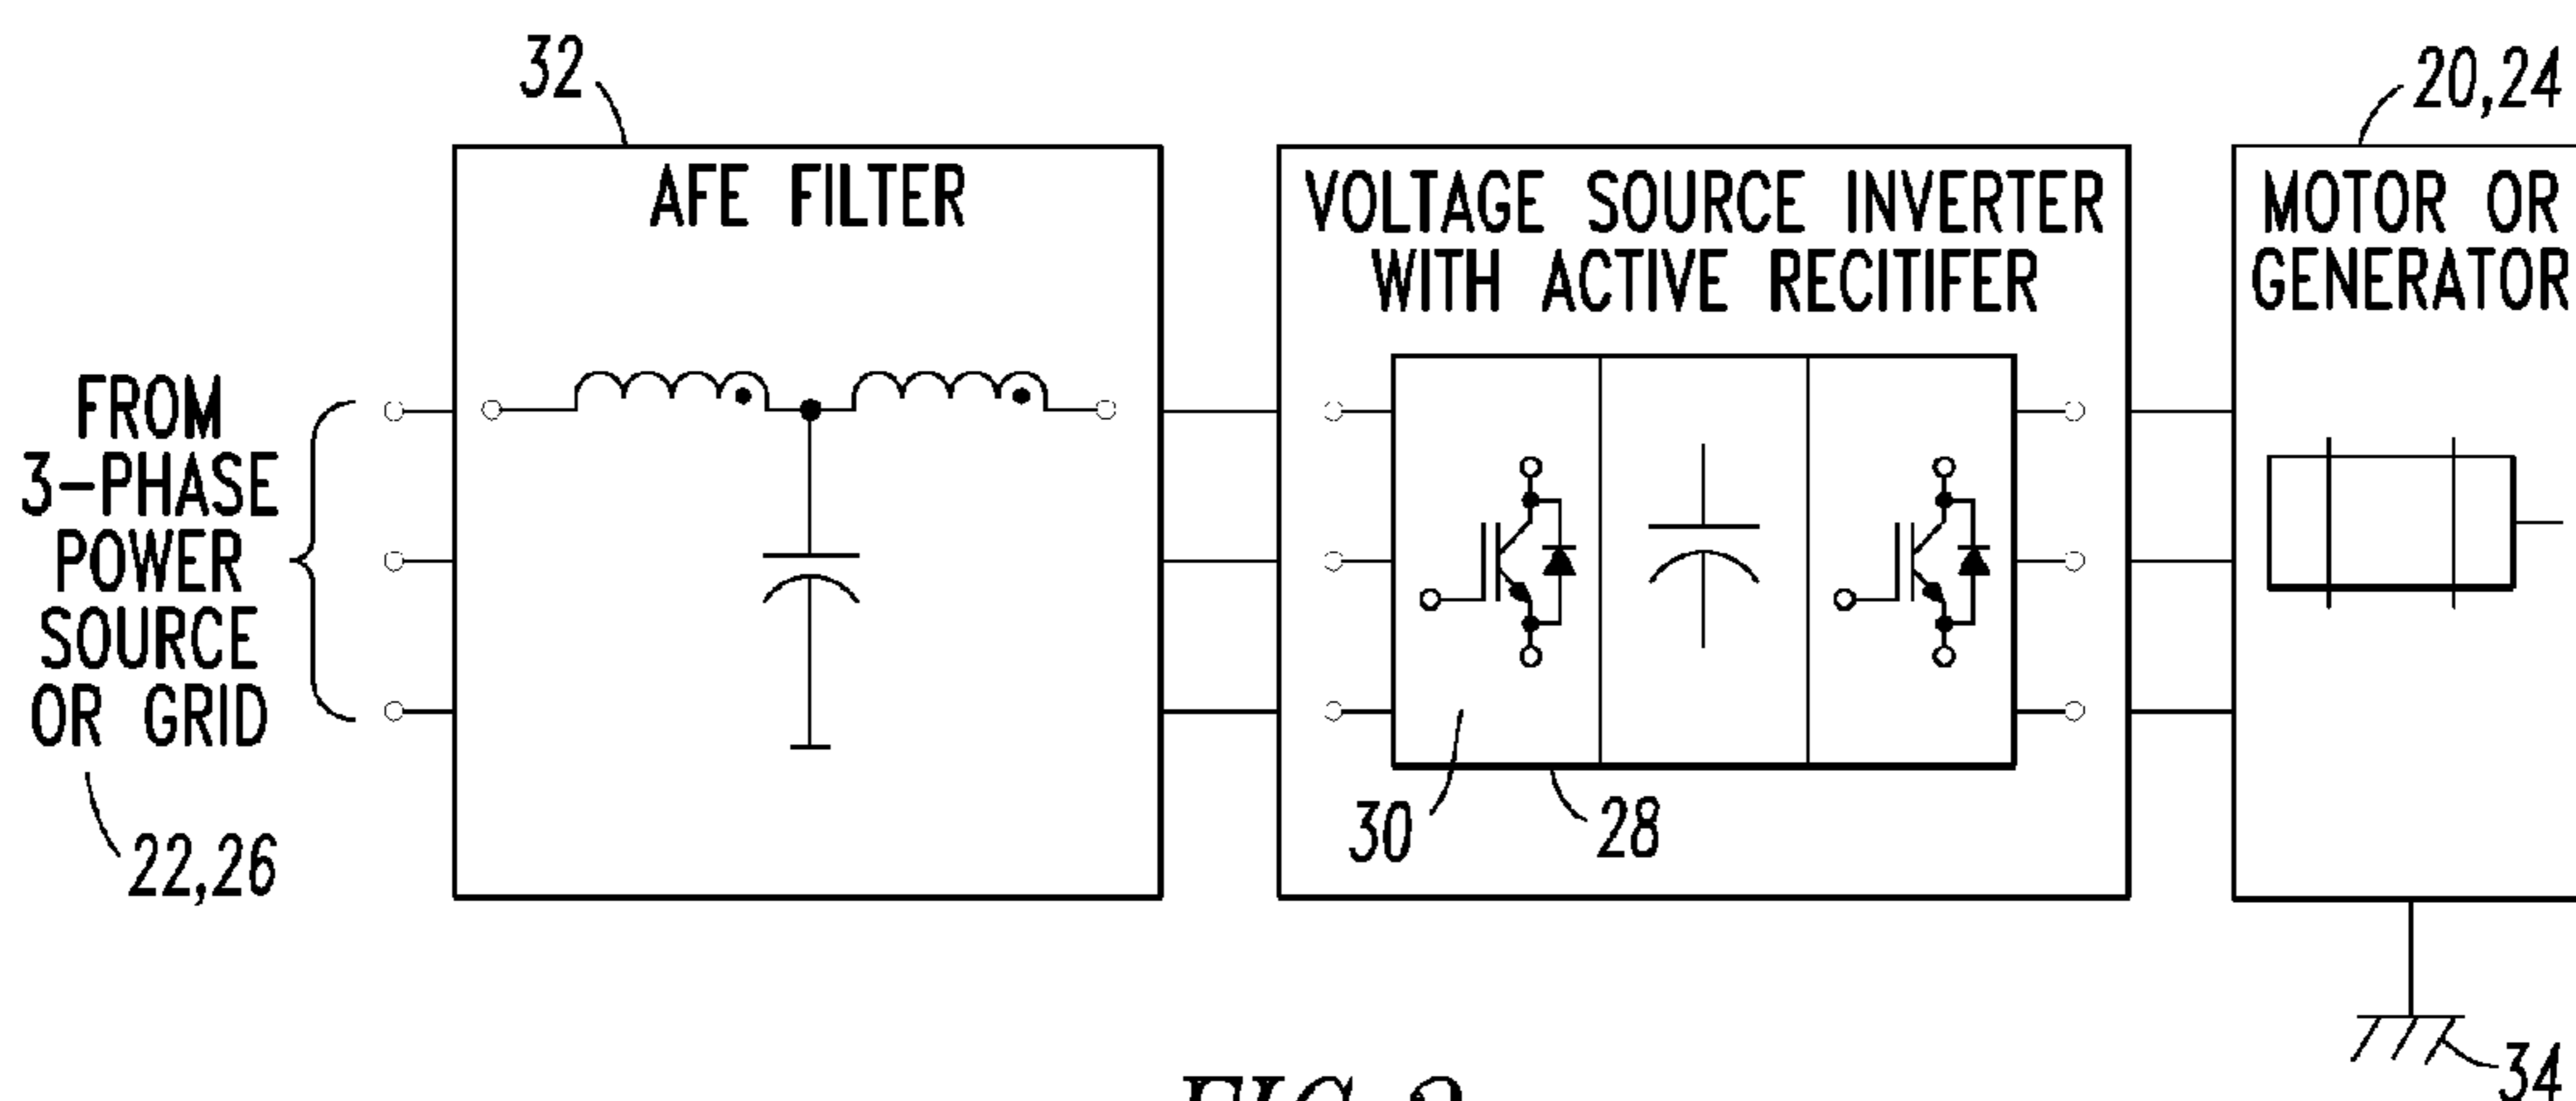 32
20,24
AFE FILTER
VOLTAGE SOURCE INVERTER
WITH ACTIVE RECITIFER
MOTOR OR
GENERATOR
FROM
3-PHASE
POWER
SOURCE
OR GRID
22,26
30
28
34